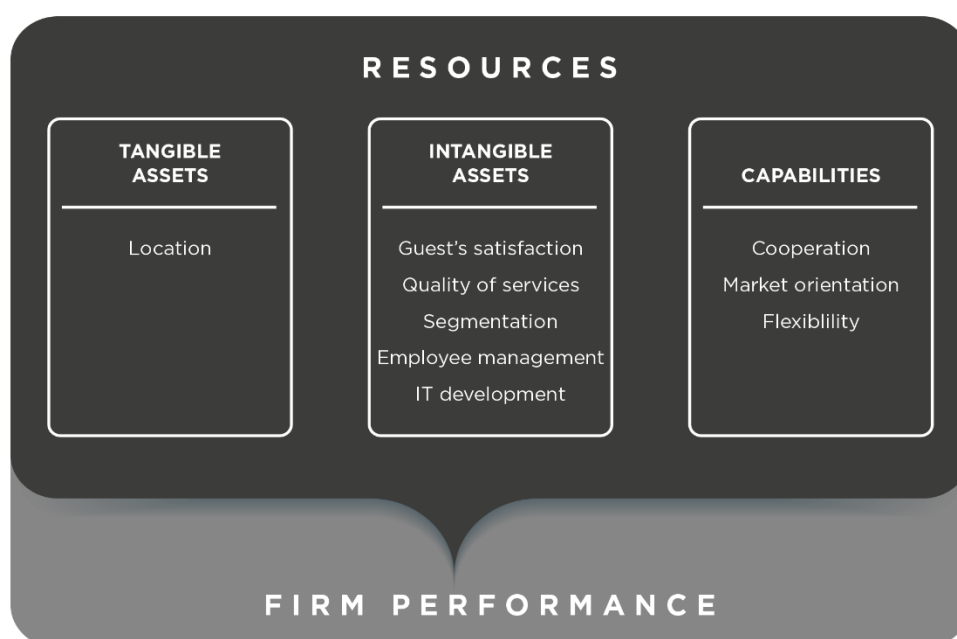 RESOURCES
TANGIBLE
ASSETS
Location
INTANGIBLE
ASSETS
Guest’s satisfaction
Quality of services
Segmentation
Employee management
IT development
CAPABILITIES
Cooperation
Market orientation
Flexiblility
FIRM PERFORMANCE